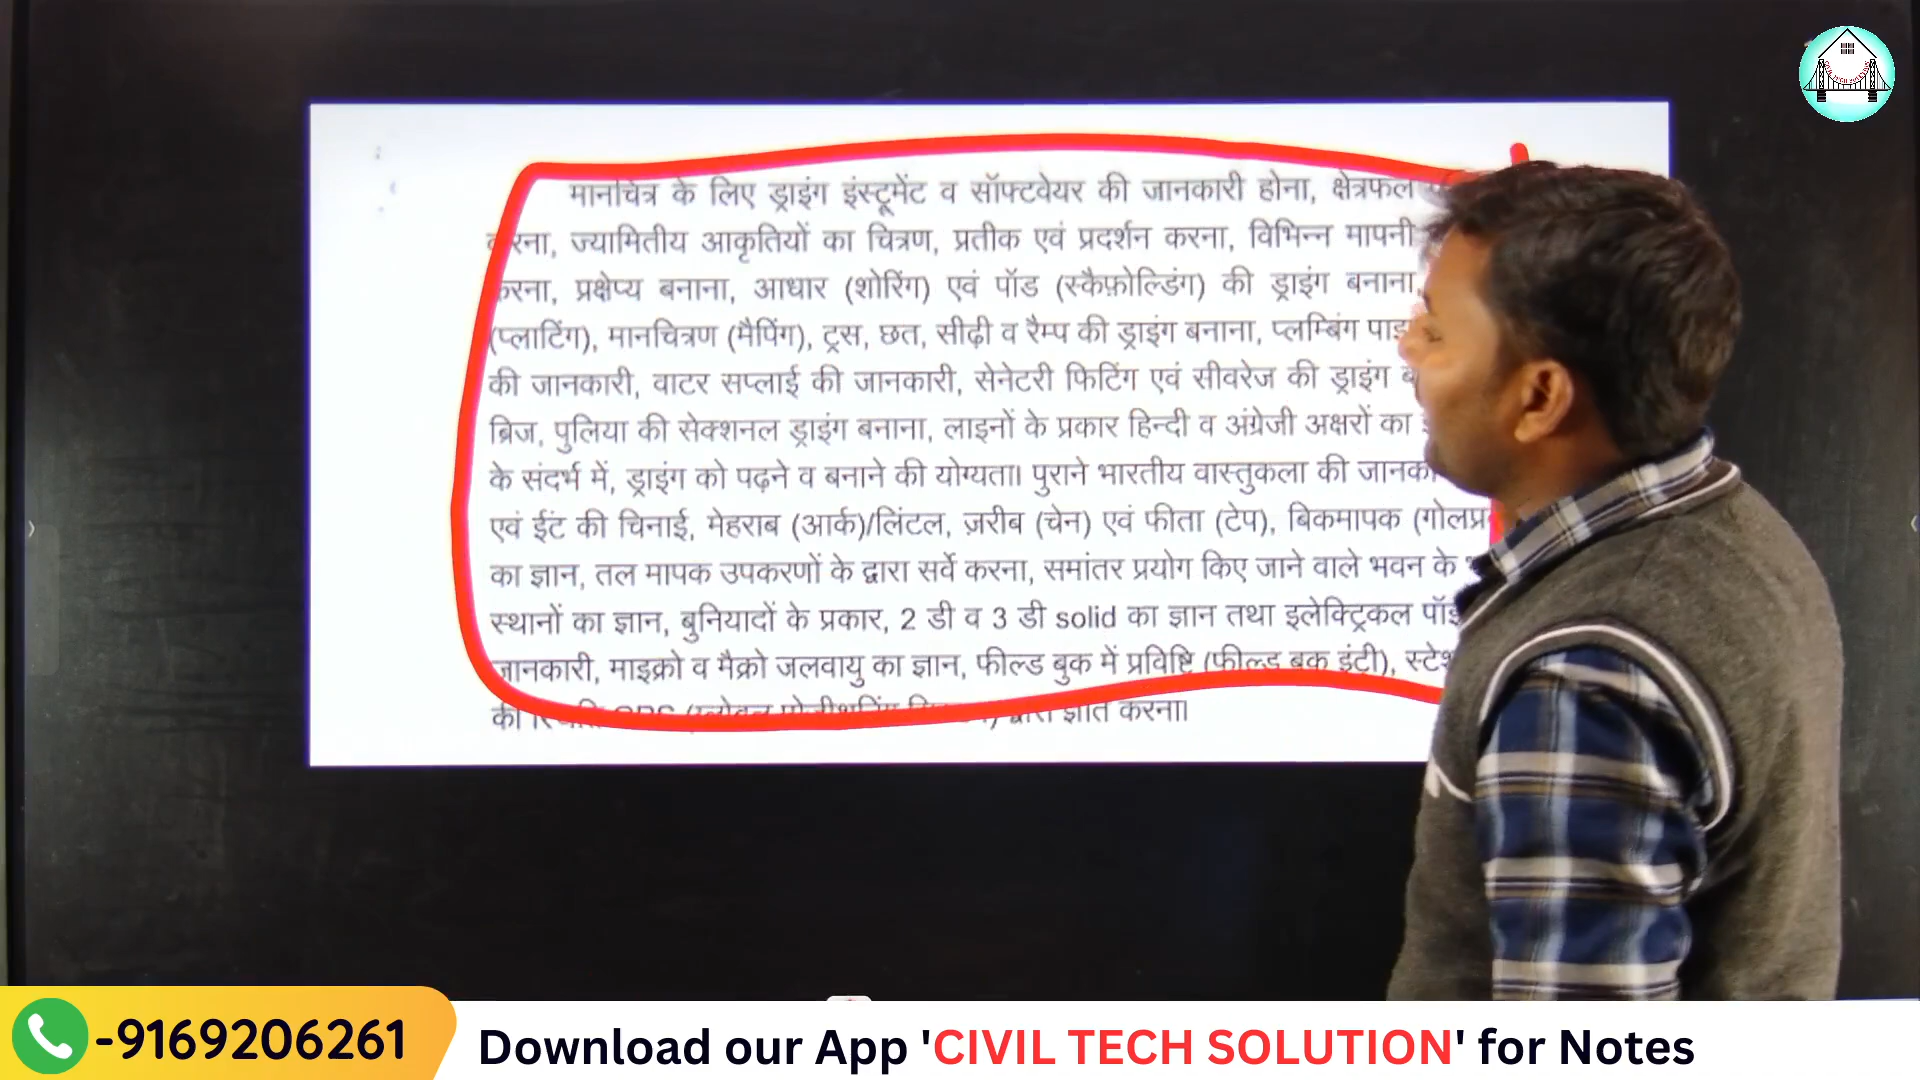 मानचित्र के लिए ड्राइंग इंस्ट्रूमेंट व सॉफ्टवेयर की जानकारी होना, क्षेत्रफल
ज्यामितीय आकृतियों का चित्रण, प्रतीक एवं प्रदर्शन करना, विभिन्न मापनी
करना, प्रक्षेप्य बनाना, आधार (शोरिंग) एवं पॉड (स्कैफ़ोल्डिंग) की ड्राइंग बनाना,
(प्लाटिंग), मानचित्रण (मैपिंग), ट्रस, छत, सीढ़ी व रैम्प की ड्राइंग बनाना, प्लम्बिंग
की जानकारी, वाटर सप्लाई की जानकारी, सेनेटरी फिटिंग एवं सीवरेज की ड्राइंग
ब्रिज, पुलिया की सेक्शनल ड्राइंग बनाना, लाइनों के प्रकार हिन्दी व अंग्रेजी अक्षरों का
के संदर्भ में, ड्राइंग को पढ़ने व बनाने की योग्यता। पुराने भारतीय वास्तुकला की
एवं ईंट की चिनाई, मेहराब (आर्क)/लिंटल, ज़रीब (चेन) एवं फीता (टेप), बिकमापक
का ज्ञान, तल मापक उपकरणों के द्वारा सर्वे करना, समांतर प्रयोग किए जाने वाले भवन के
स्थानों का ज्ञान, बुनियादों के प्रकार, 2 डी व 3 डी solid का ज्ञान तथा इलेक्ट्रिकल
जानकारी, माइक्रो व मैक्रो जलवायु का ज्ञान, फील्ड बुक में प्रविष्टि (फील्ड बुक इंट्री),
की द्वारा ज्ञात करना।
-9169206261
Download our App 'CIVIL TECH SOLUTION' for Notes